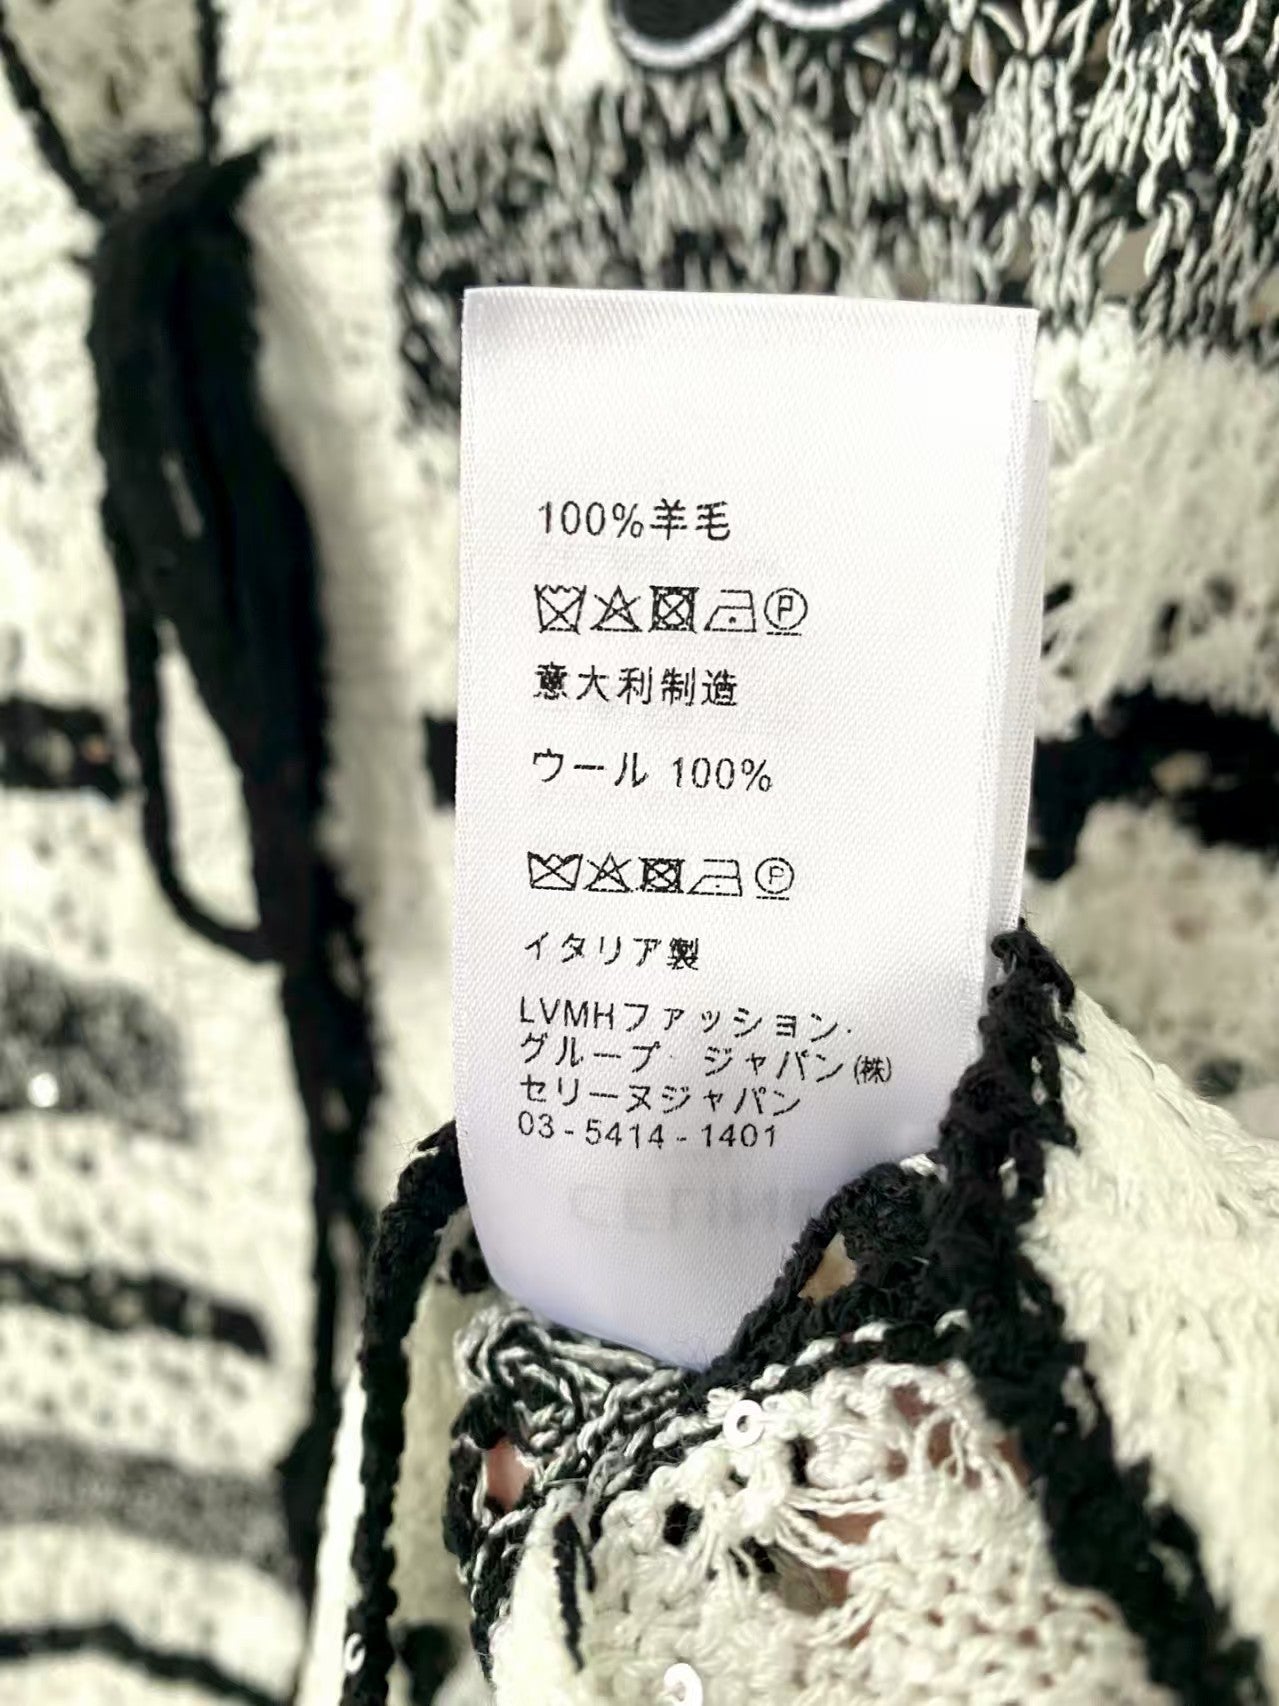 100%羊毛
意大利制造
ウール 100%
イタリア製
LVMHファッション・
グループ・ジャパン㈱
セリーヌジャパン
03-5414-1401